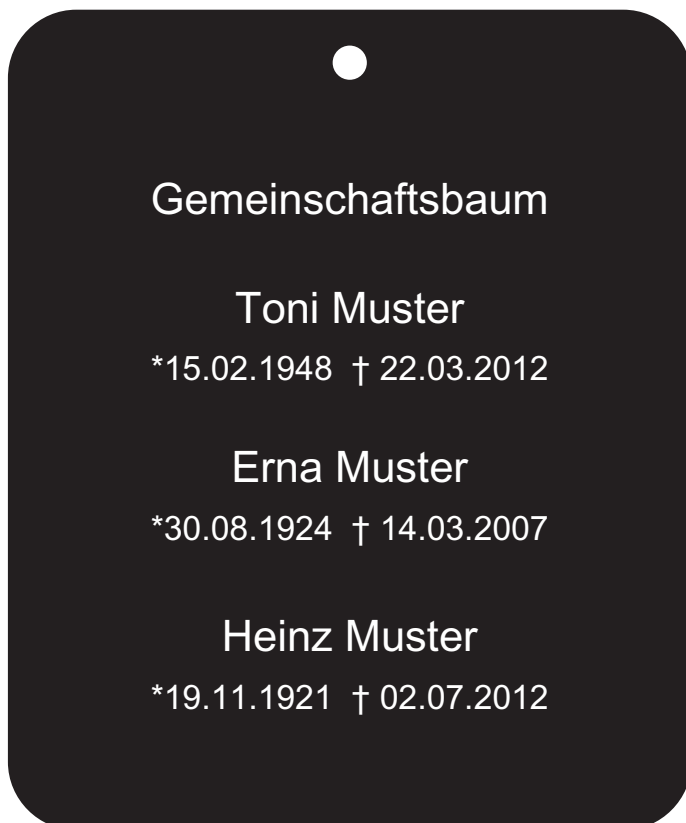 Gemeinschaftsbaum
Toni Muster
*15.02.1948 † 22.03.2012
Erna Muster
*30.08.1924 † 14.03.2007
Heinz Muster
*19.11.1921 † 02.07.2012